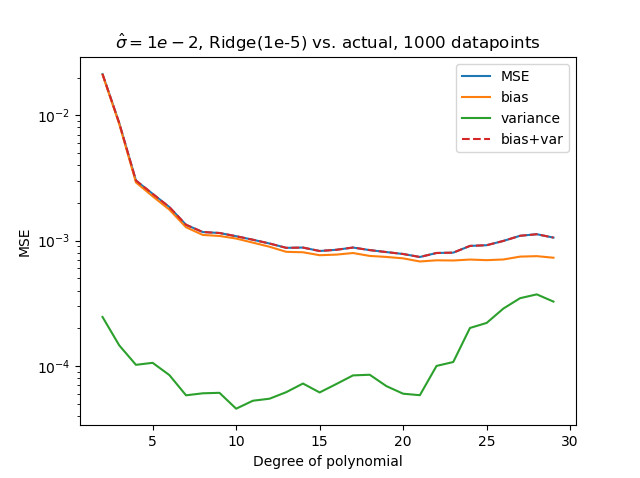 σ̂ = 1e − 2, Ridge(1e-5) vs. actual, 1000 datapoints
MSE
bias
variance
bias+var
10⁻²
10⁻³
10⁻⁴
MSE
5
10
15
20
25
30
Degree of polynomial